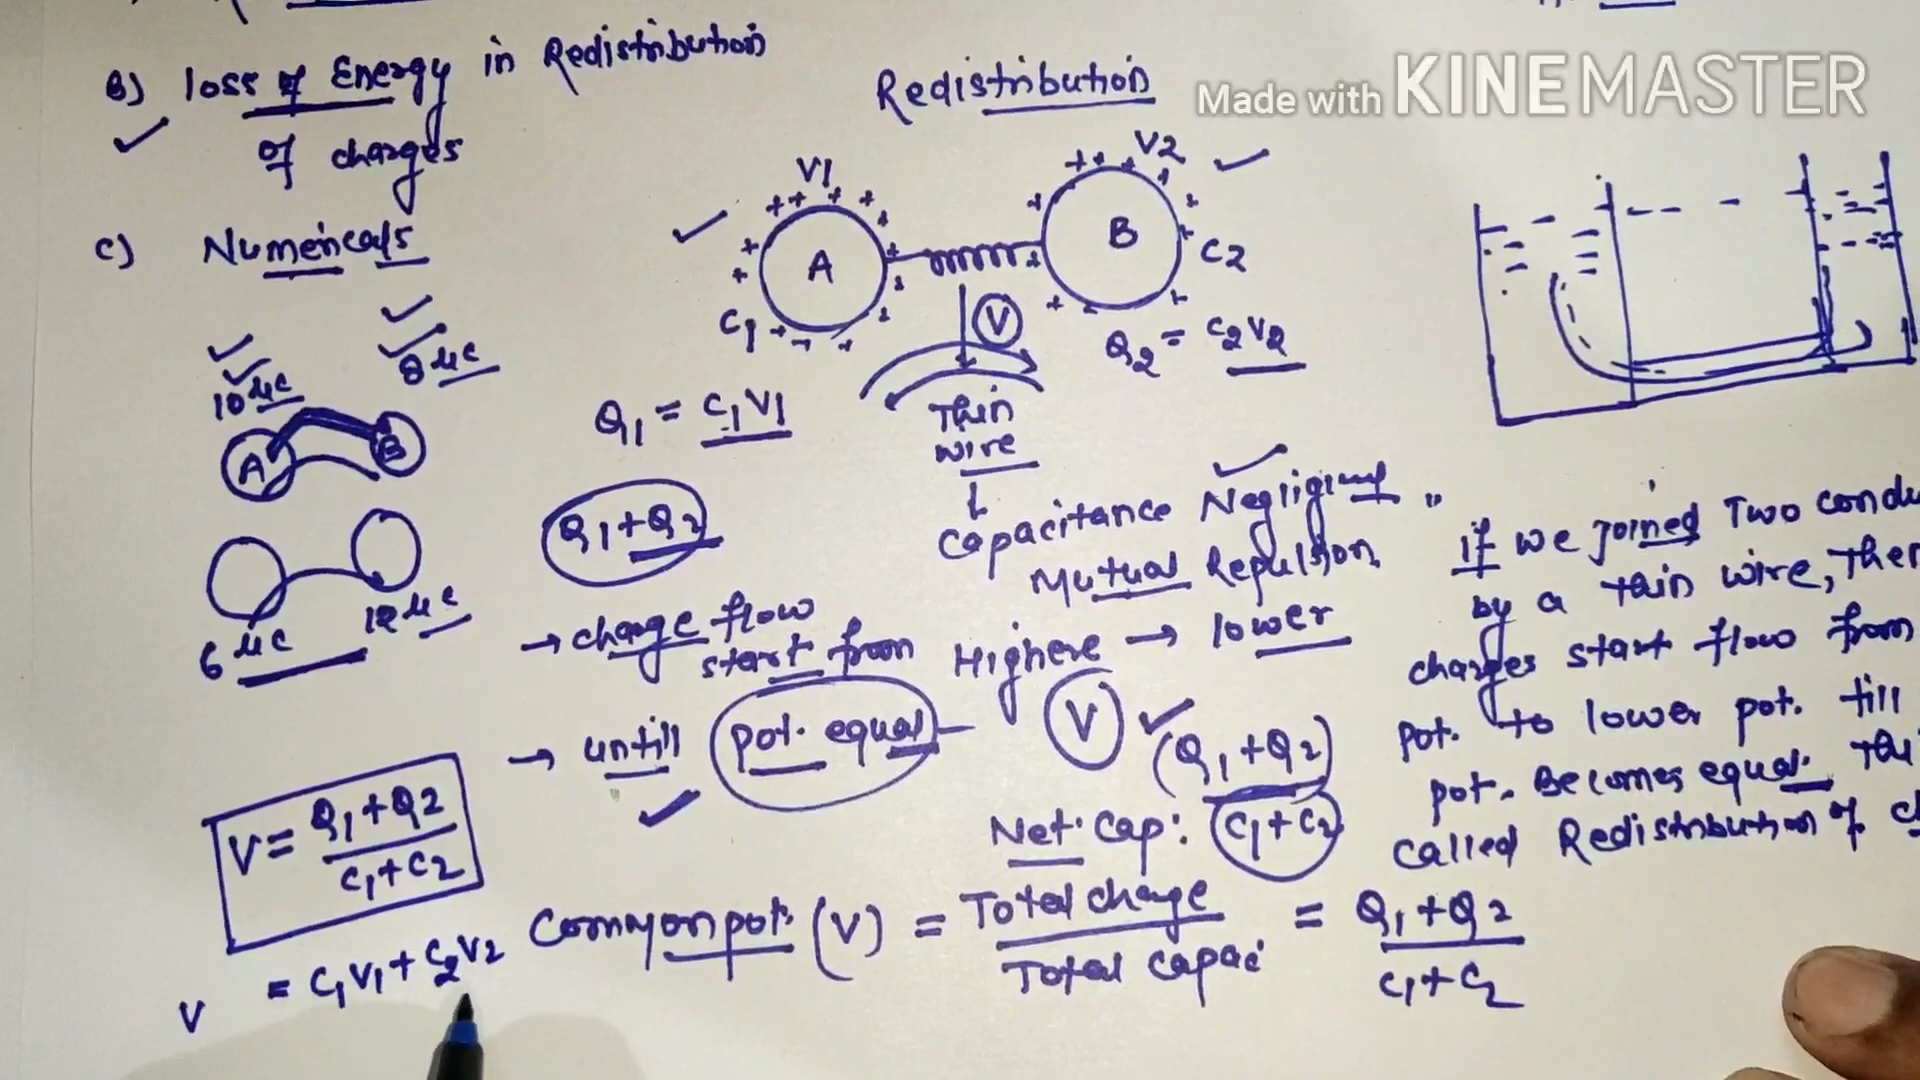 B) loss of Energy in Redistribution
of charges
C) Numericals
Made with KINEMASTER
Redistribution
V1
V2
A
B
C1
C2
V
Q1 = C1V1
Q2 = C2V2
Thin
wire
10 μc
8 μc
A
B
6 μc
12 μc
Q1+Q2
Capacitance
Mutual Repulsion
→ charge flow
start from Highere → lower
→ untill pot. equal
V
(Q1+Q2)
Net. Cap: C1+C2
V = Q1+Q2
C1+C2
V = C1V1 + C2V2
Common pot. (V) = Total charge = Q1+Q2
Total capac C1+C2
" if we joined Two
by a thin wire,
charges start flow from
pot. to lower pot. till
pot. Becomes equal.
called Redistribution of